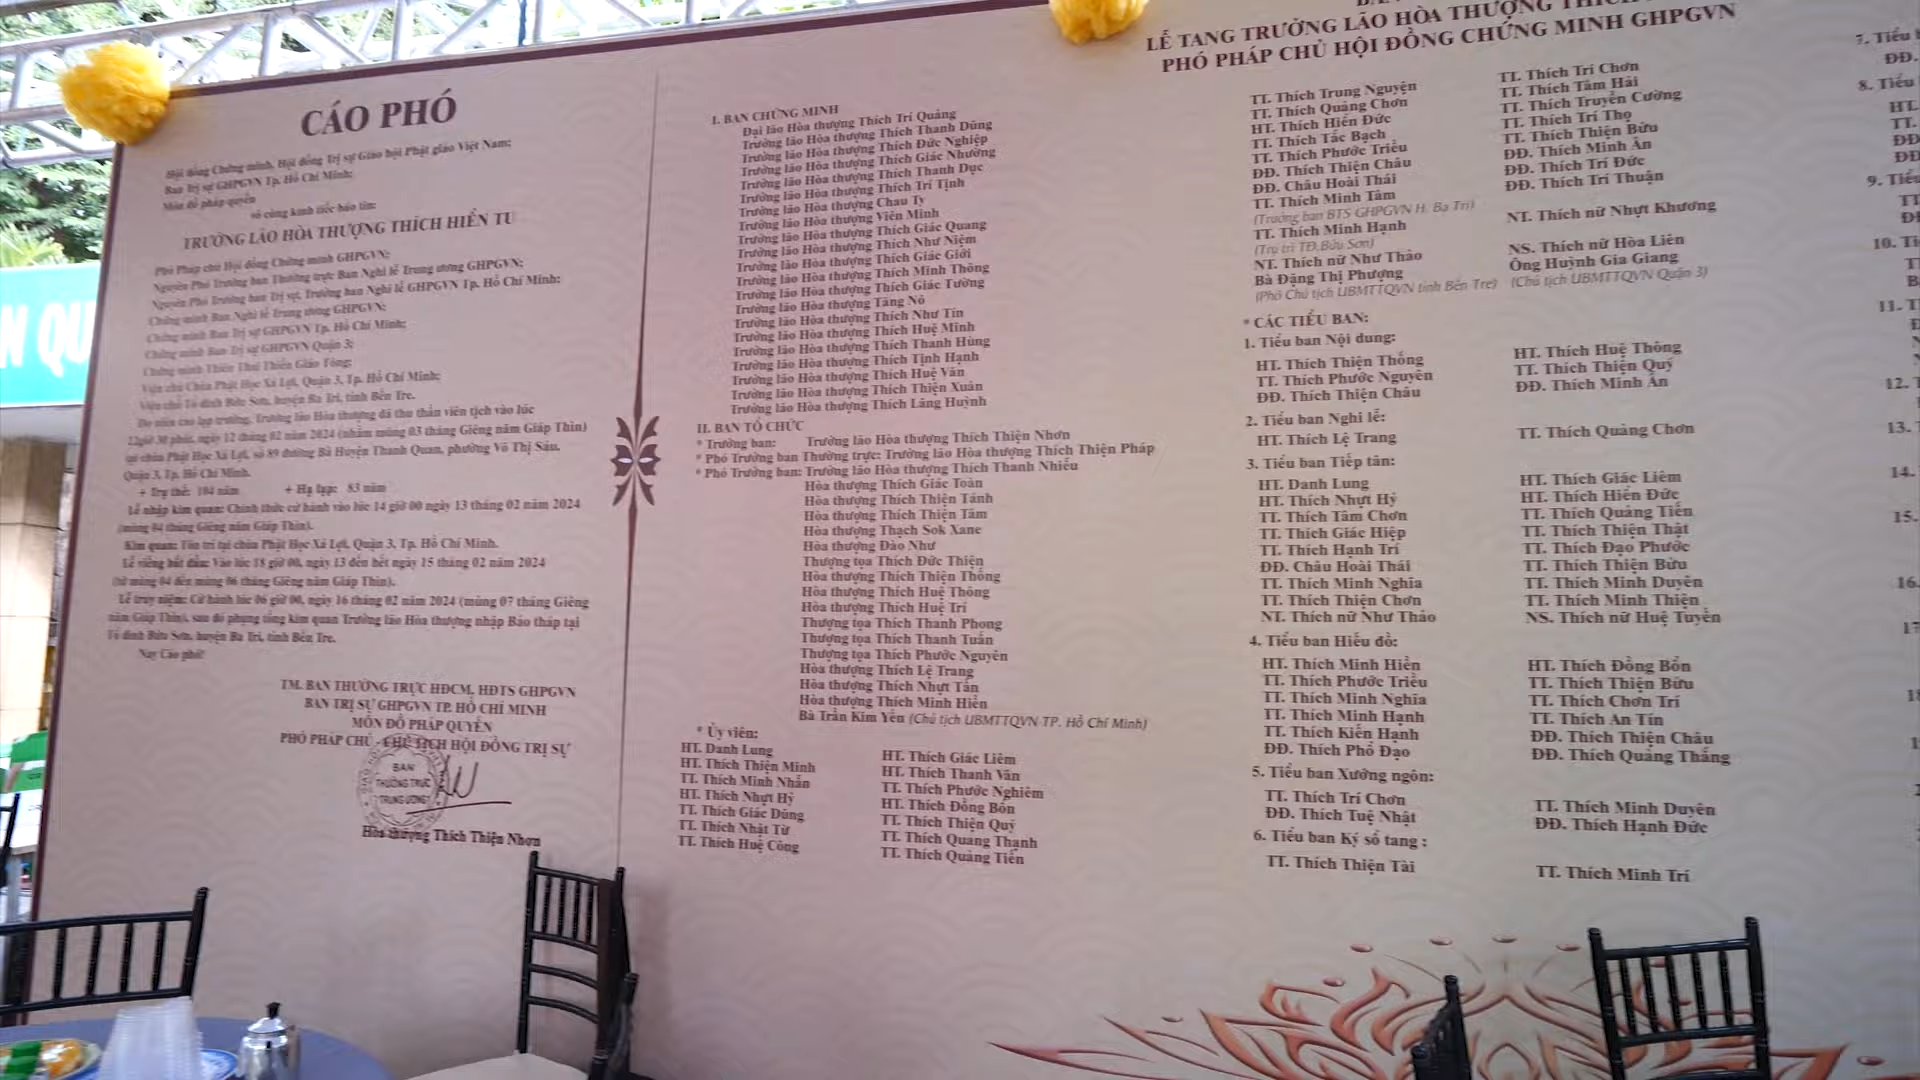 CÁO PHÓ
Hội đồng Chứng minh, Hội đồng Trị sự Giáo hội Phật giáo Việt Nam;
Ban Trị sự GHPGVN Tp. Hồ Chí Minh;
Môn đồ pháp quyến
vô cùng kính tiếc báo tin:
TRƯỞNG LÃO HÒA THƯỢNG THÍCH HIỂN TU
Phó Pháp chủ Hội đồng Chứng minh GHPGVN;
Nguyên Phó Trưởng ban Thường trực Ban Nghi lễ Trung ương GHPGVN;
Nguyên Phó Trưởng ban Trị sự, Trưởng ban Nghi lễ GHPGVN Tp. Hồ Chí Minh;
Chứng minh Ban Nghi lễ Trung ương GHPGVN;
Chứng minh Ban Trị sự GHPGVN Tp. Hồ Chí Minh;
Chứng minh Ban Trị sự GHPGVN Quận 3;
Chứng minh Thiên Thai Thiền Giáo Tông;
Viện chủ Chùa Phật Học Xá Lợi, Quận 3, Tp. Hồ Chí Minh;
Viện chủ Tổ đình Bửu Sơn, huyện Ba Tri, tỉnh Bến Tre.
Do niên cao lạp trưởng, Trưởng lão Hòa thượng đã thu thần viên tịch vào lúc
22giờ 30 phút, ngày 12 tháng 02 năm 2024 (nhằm mùng 03 tháng Giêng năm Giáp Thìn)
tại chùa Phật Học Xá Lợi, số 89 đường Bà Huyện Thanh Quan, phường Võ Thị Sáu,
Quận 3, Tp. Hồ Chí Minh.
+ Trụ thế: 104 năm + Hạ lạp: 83 năm
Lễ nhập kim quan: Chính thức cử hành vào lúc 14 giờ 00 ngày 13 tháng 02 năm 2024
(mùng 04 tháng Giêng năm Giáp Thìn).
Kim quan: Tôn trí tại chùa Phật Học Xá Lợi, Quận 3, Tp. Hồ Chí Minh.
Lễ viếng bắt đầu: Vào lúc 18 giờ 00, ngày 13 đến hết ngày 15 tháng 02 năm 2024
(từ mùng 04 đến mùng 06 tháng Giêng năm Giáp Thìn).
Lễ truy niệm: Cử hành lúc 06 giờ 00, ngày 16 tháng 02 năm 2024 (mùng 07 tháng Giêng
năm Giáp Thìn), sau đó phụng tống kim quan Trưởng lão Hòa thượng nhập Bảo tháp tại
Tổ đình Bửu Sơn, huyện Ba Tri, tỉnh Bến Tre.
Nay Cáo phó!
TM. BAN THƯỜNG TRỰC HĐCM, HĐTS GHPGVN
BAN TRỊ SỰ GHPGVN TP. HỒ CHÍ MINH
MÔN ĐỒ PHÁP QUYẾN
PHÓ PHÁP CHỦ - CHỦ TỊCH HỘI ĐỒNG TRỊ SỰ
BAN
THƯỜNG TRỰC
TRUNG ƯƠNG
Hòa thượng Thích Thiện Nhơn
I. BAN CHỨNG MINH
Đại lão Hòa thượng Thích Trí Quảng
Trưởng lão Hòa thượng Thích Thanh Dũng
Trưởng lão Hòa thượng Thích Đức Nghiệp
Trưởng lão Hòa thượng Thích Giác Nhường
Trưởng lão Hòa thượng Thích Thanh Dục
Trưởng lão Hòa thượng Thích Trí Tịnh
Trưởng lão Hòa thượng Chau Ty
Trưởng lão Hòa thượng Viên Minh
Trưởng lão Hòa thượng Thích Giác Quang
Trưởng lão Hòa thượng Thích Như Niệm
Trưởng lão Hòa thượng Thích Giác Giới
Trưởng lão Hòa thượng Thích Minh Thông
Trưởng lão Hòa thượng Thích Giác Tường
Trưởng lão Hòa thượng Tăng Nô
Trưởng lão Hòa thượng Thích Như Tín
Trưởng lão Hòa thượng Thích Huệ Minh
Trưởng lão Hòa thượng Thích Thanh Hùng
Trưởng lão Hòa thượng Thích Tịnh Hạnh
Trưởng lão Hòa thượng Thích Huệ Văn
Trưởng lão Hòa thượng Thích Thiện Xuân
Trưởng lão Hòa thượng Thích Lăng Huỳnh
II. BAN TỔ CHỨC
* Trưởng ban: Trưởng lão Hòa thượng Thích Thiện Nhơn
* Phó Trưởng ban Thường trực: Trưởng lão Hòa thượng Thích Thiện Pháp
* Phó Trưởng ban: Trưởng lão Hòa thượng Thích Thanh Nhiễu
Hòa thượng Thích Giác Toàn
Hòa thượng Thích Thiện Tánh
Hòa thượng Thích Thiện Tâm
Hòa thượng Thạch Sok Xane
Hòa thượng Đào Như
Thượng tọa Thích Đức Thiện
Hòa thượng Thích Thiện Thống
Hòa thượng Thích Huệ Thông
Hòa thượng Thích Huệ Trí
Thượng tọa Thích Thanh Phong
Thượng tọa Thích Thanh Tuấn
Thượng tọa Thích Phước Nguyên
Hòa thượng Thích Lệ Trang
Hòa thượng Thích Nhựt Tấn
Hòa thượng Thích Minh Hiền
Bà Trần Kim Yến (Chủ tịch UBMTTQVN TP. Hồ Chí Minh)
* Ủy viên:
HT. Danh Lung HT. Thích Giác Liêm
HT. Thích Thiện Minh HT. Thích Thanh Vân
TT. Thích Minh Nhẫn TT. Thích Phước Nghiêm
HT. Thích Nhựt Hỷ HT. Thích Đồng Bổn
TT. Thích Giác Dũng TT. Thích Thiện Quý
TT. Thích Nhật Từ TT. Thích Quang Thạnh
TT. Thích Huệ Công TT. Thích Quảng Tiến
LỄ TANG TRƯỞNG LÃO HÒA THƯỢNG
PHÓ PHÁP CHỦ HỘI ĐỒNG CHỨNG MINH GHPGVN
TT. Thích Trung Nguyện TT. Thích Trí Chơn
TT. Thích Quảng Chơn TT. Thích Tâm Hải
HT. Thích Hiển Đức TT. Thích Truyền Cường
TT. Thích Tắc Bạch TT. Thích Trí Thọ
TT. Thích Phước Triều TT. Thích Thiện Bửu
ĐĐ. Thích Thiện Châu ĐĐ. Thích Minh Ân
ĐĐ. Châu Hoài Thái ĐĐ. Thích Trí Đức
TT. Thích Minh Tâm ĐĐ. Thích Trí Thuận
(Trưởng ban BTS GHPGVN H. Ba Tri)
TT. Thích Minh Hạnh NT. Thích nữ Nhựt Khương
(Trụ trì TĐ.Bửu Sơn)
NT. Thích nữ Như Thảo NS. Thích nữ Hòa Liên
Bà Đặng Thị Phượng Ông Huỳnh Gia Giang
(Phó Chủ tịch UBMTTQVN tỉnh Bến Tre) (Chủ tịch UBMTTQVN Quận 3)
* CÁC TIỂU BAN:
1. Tiểu ban Nội dung:
HT. Thích Thiện Thống HT. Thích Huệ Thông
TT. Thích Phước Nguyên TT. Thích Thiện Quý
ĐĐ. Thích Thiện Châu ĐĐ. Thích Minh Ân
2. Tiểu ban Nghi lễ:
HT. Thích Lệ Trang TT. Thích Quảng Chơn
3. Tiểu ban Tiếp tân:
HT. Danh Lung HT. Thích Giác Liêm
HT. Thích Nhựt Hỷ HT. Thích Hiển Đức
TT. Thích Tâm Chơn TT. Thích Quảng Tiến
TT. Thích Giác Hiệp TT. Thích Thiện Thật
TT. Thích Hạnh Trí TT. Thích Đạo Phước
ĐĐ. Châu Hoài Thái TT. Thích Thiện Bửu
TT. Thích Minh Nghĩa TT. Thích Minh Duyên
TT. Thích Thiện Chơn TT. Thích Minh Thiện
NT. Thích nữ Như Thảo NS. Thích nữ Huệ Tuyến
4. Tiểu ban Hiếu đồ:
HT. Thích Minh Hiền HT. Thích Đồng Bổn
TT. Thích Phước Triều TT. Thích Thiện Bửu
TT. Thích Minh Nghĩa TT. Thích Chơn Trí
TT. Thích Minh Hạnh TT. Thích An Tín
TT. Thích Kiến Hạnh ĐĐ. Thích Thiện Châu
ĐĐ. Thích Phổ Đạo ĐĐ. Thích Quảng Thắng
5. Tiểu ban Xướng ngôn:
TT. Thích Trí Chơn TT. Thích Minh Duyên
ĐĐ. Thích Tuệ Nhật ĐĐ. Thích Hạnh Đức
6. Tiểu ban Ký sổ tang :
TT. Thích Thiện Tài TT. Thích Minh Trí
7. Tiểu
ĐĐ.
8. Tiểu
HT.
TT.
ĐĐ
ĐĐ
9. Tiểu
10.
11.
12.
13.
14.
15.
16.
17
N QU